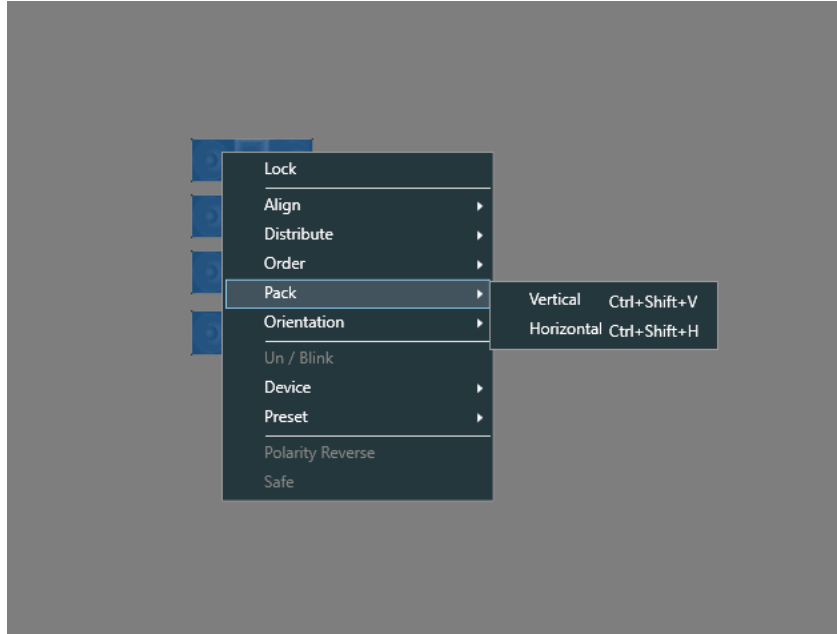 Lock
Align
Distribute
Order
Pack
Vertical Ctrl+Shift+V
Horizontal Ctrl+Shift+H
Orientation
Un / Blink
Device
Preset
Polarity Reverse
Safe